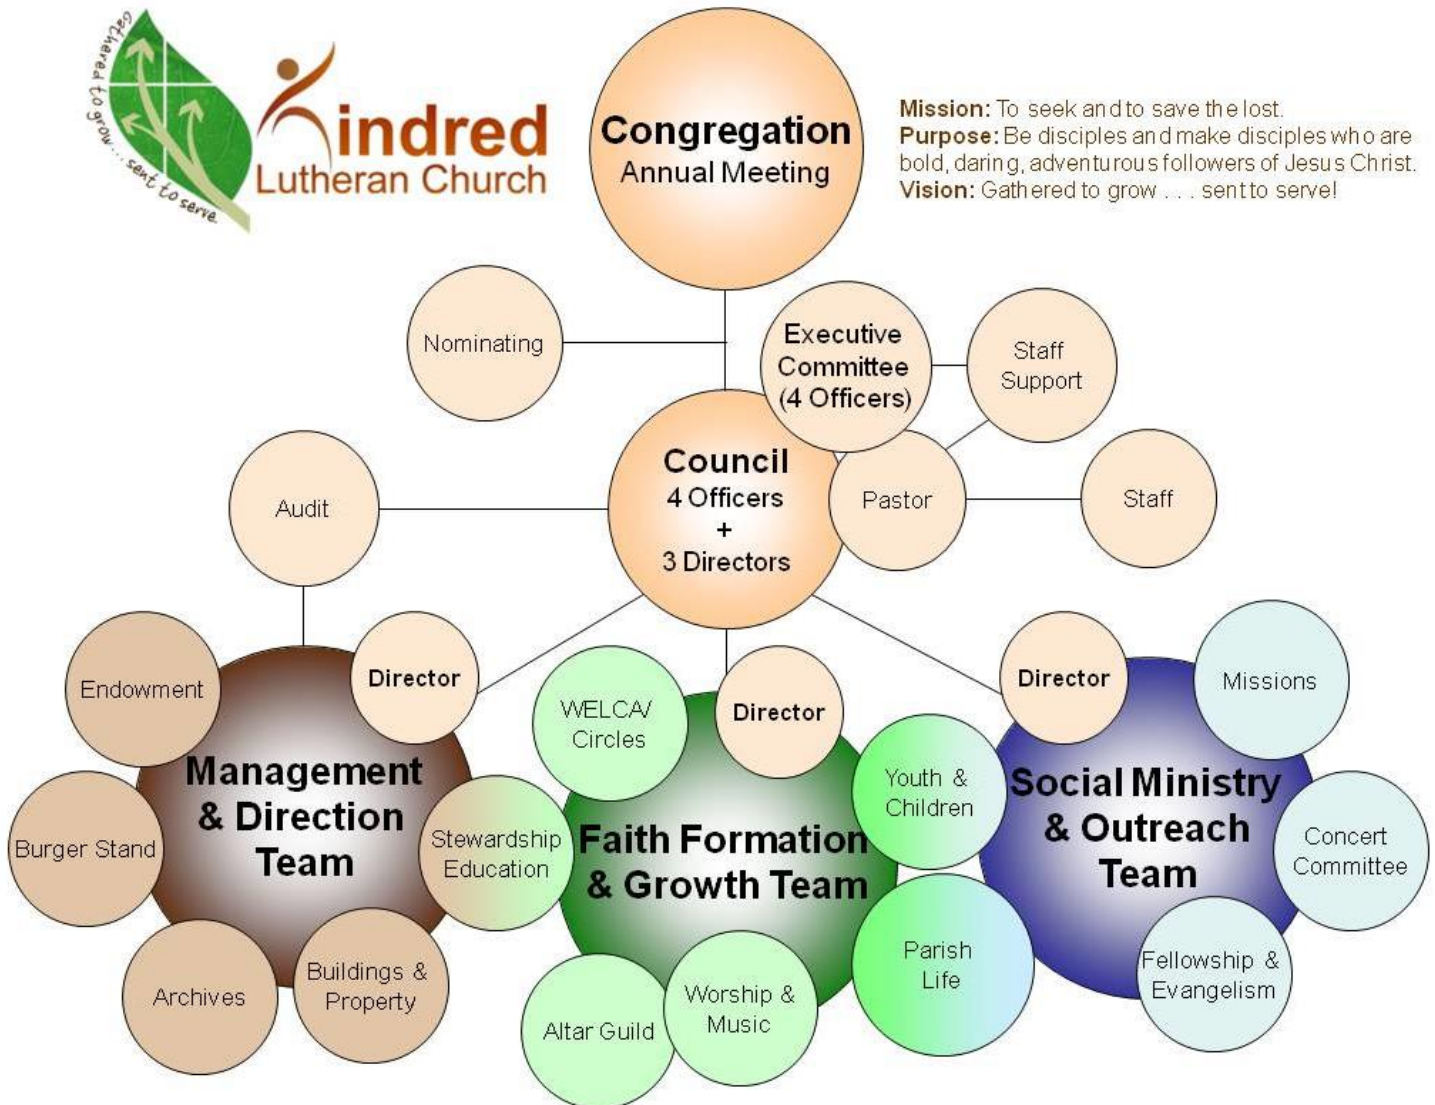 Gathered to grow... sent to serve.
Kindred
Lutheran Church
Congregation
Annual Meeting
Mission: To seek and to save the lost.
Purpose: Be disciples and make disciples who are
bold, daring, adventurous followers of Jesus Christ.
Vision: Gathered to grow . . . sent to serve!
Nominating
Executive
Committee
(4 Officers)
Staff
Support
Council
4 Officers
+
3 Directors
Pastor
Staff
Audit
Endowment
Director
Management
& Direction
Team
Burger Stand
Stewardship
Education
Archives
Buildings &
Property
WELCA/
Circles
Director
Faith Formation
& Growth Team
Youth &
Children
Altar Guild
Worship &
Music
Parish
Life
Director
Missions
Social Ministry
& Outreach
Team
Concert
Committee
Fellowship &
Evangelism